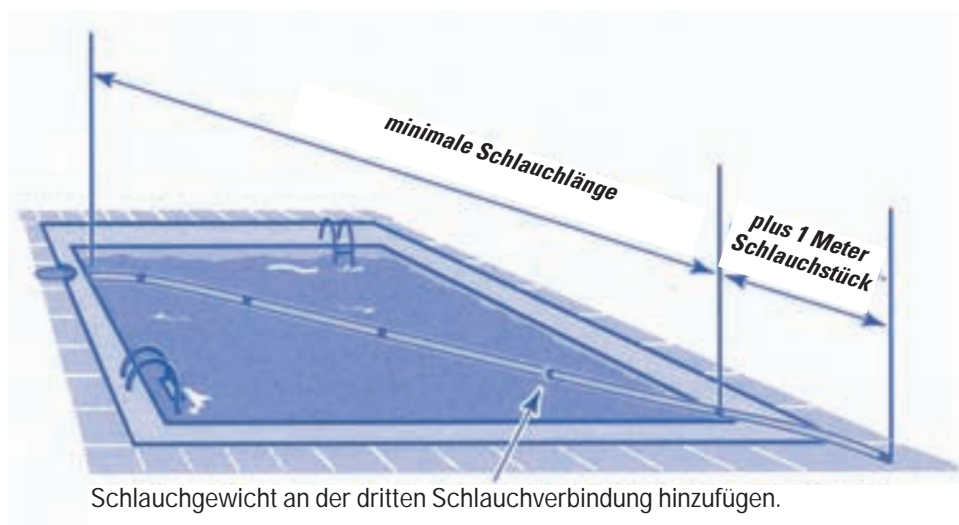 minimale Schlauchlänge
plus 1 Meter
Schlauchstück
Schlauchgewicht an der dritten Schlauchverbindung hinzufügen.